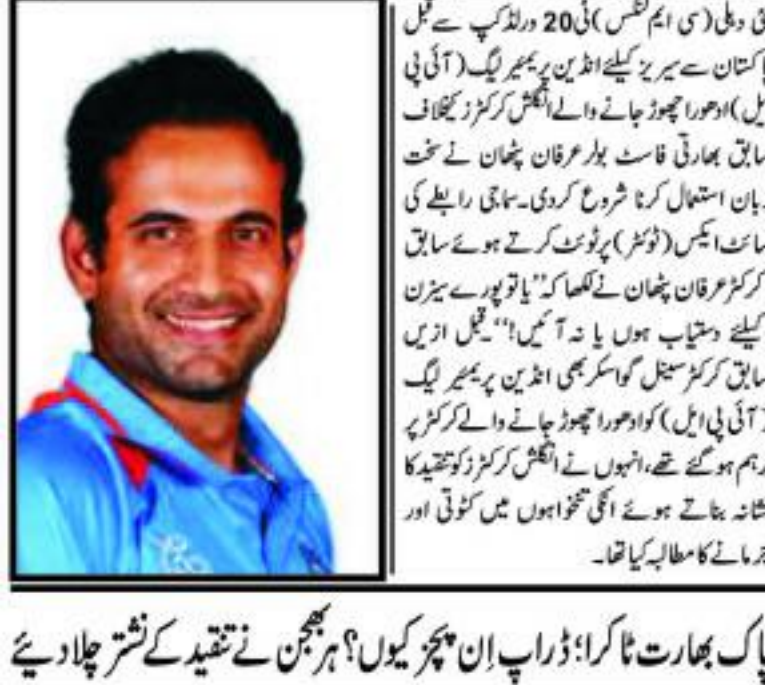 نئی دہلی (سی ایم لنکس) ٹی20 ورلڈ کپ سے قبل
پاکستان سے سیریز کیلئے انڈین پریمئیر لیگ (آئی پی
ایل) ادھورا چھوڑ جانے والے انگلش کرکٹرز کیخلاف
سابق بھارتی فاسٹ بولر عرفان پٹھان نے سخت
زبان استعمال کرنا شروع کردی۔ سماجی رابطے کی
سائٹ ایکس (ٹوئٹر) پر ٹوئٹ کرتے ہوئے سابق
کرکٹر عرفان پٹھان نے لکھا کہ ’’یا تو پورے سیزن
کیلئے دستیاب ہوں یا نہ آئیں!‘‘۔ قبل ازیں
سابق کرکٹر سینل گواسکر بھی انڈین پریمئیر لیگ
(آئی پی ایل) کو ادھورا چھوڑ جانے والے کرکٹر پر
برہم ہوگئے تھے، انہوں نے انگلش کرکٹرز کو تنقید کا
نشانہ بناتے ہوئے انکی تنخواہوں میں کٹوتی اور
جرمانے کا مطالبہ کیا تھا۔
پاک بھارت ٹاکرا؛ ڈراپ اِن پچز کیوں؟ ہربھجن نے تنقید کے نشتر چلا دیئے